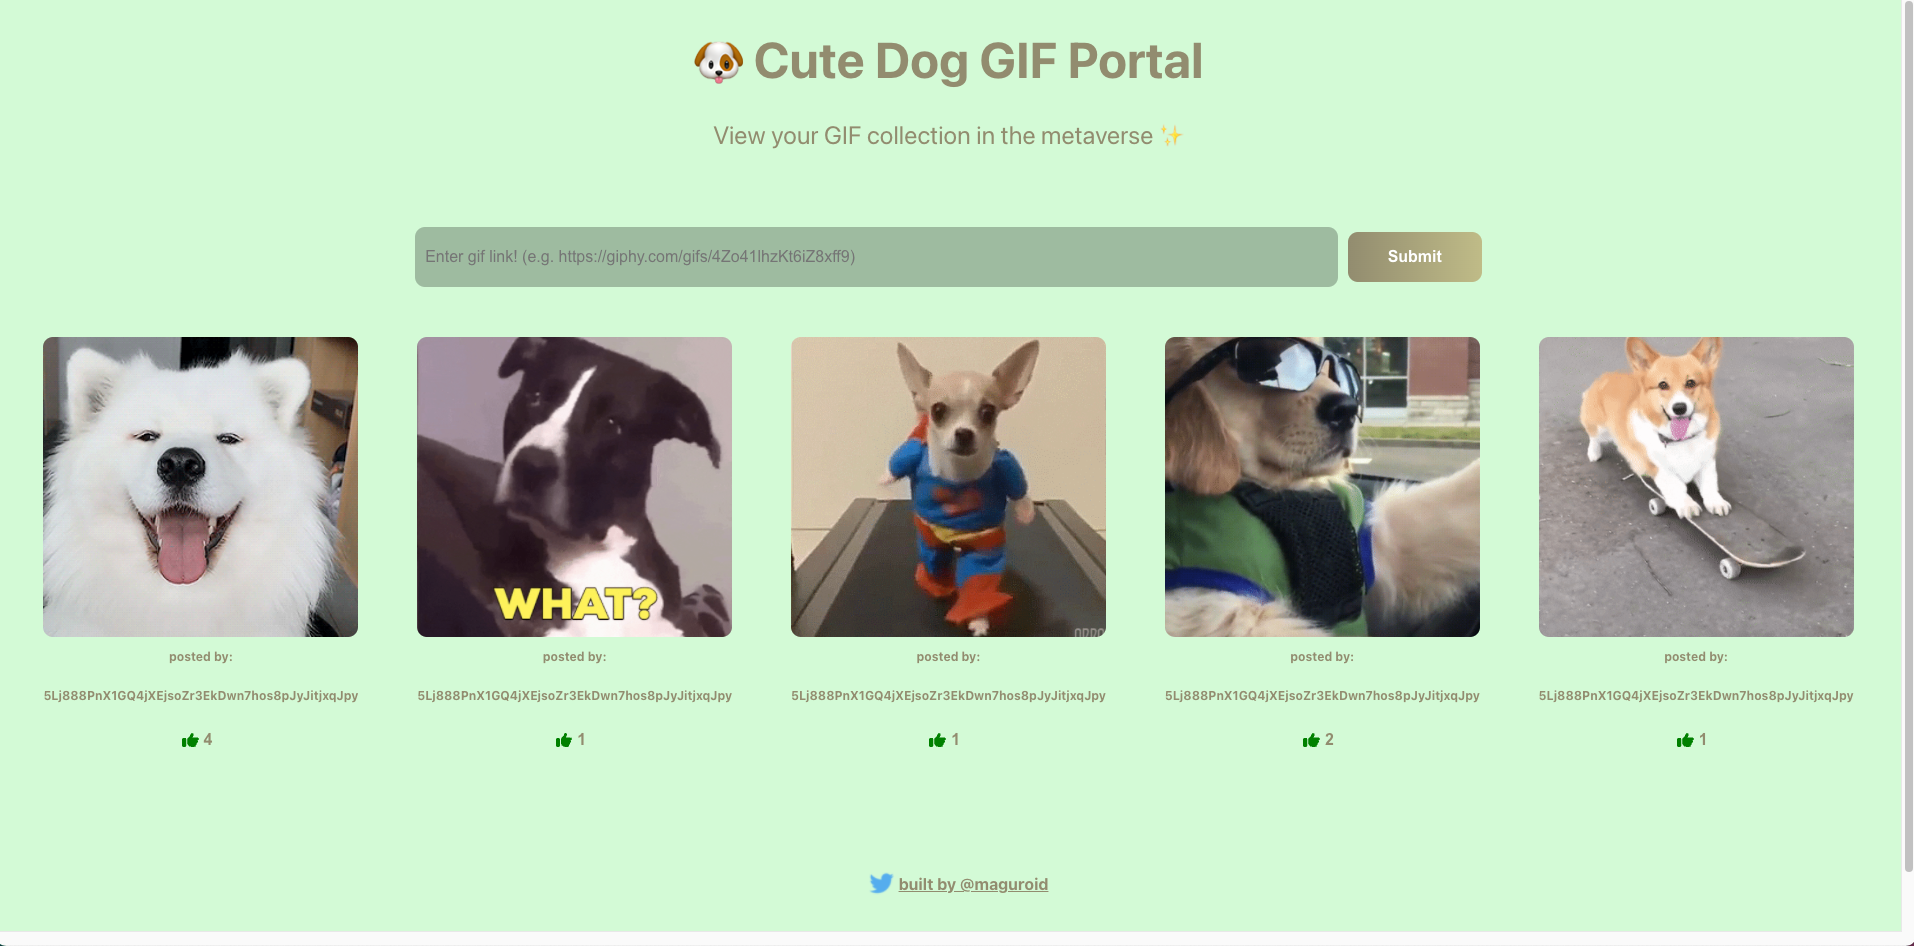 Cute Dog GIF Portal
View your GIF collection in the metaverse
Enter gif link! (e.g. https://giphy.com/gifs/4Zo41lhzKt6iZ8xff9)
Submit
WHAT?
posted by:
posted by:
posted by:
posted by:
posted by:
5Lj888PnX1GQ4jXEjsoZr3EkDwn7hos8pJyJitjxqJpy
5Lj888PnX1GQ4jXEjsoZr3EkDwn7hos8pJyJitjxqJpy
5Lj888PnX1GQ4jXEjsoZr3EkDwn7hos8pJyJitjxqJpy
5Lj888PnX1GQ4jXEjsoZr3EkDwn7hos8pJyJitjxqJpy
5Lj888PnX1GQ4jXEjsoZr3EkDwn7hos8pJyJitjxqJpy
4
1
1
2
1
built by @maguroid